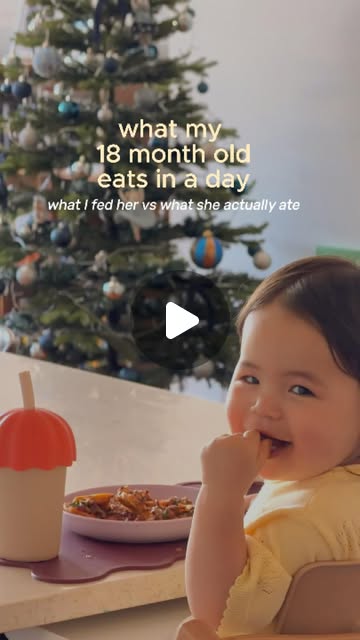 what my
18 month old
eats in a day
what I fed her vs what she actually ate